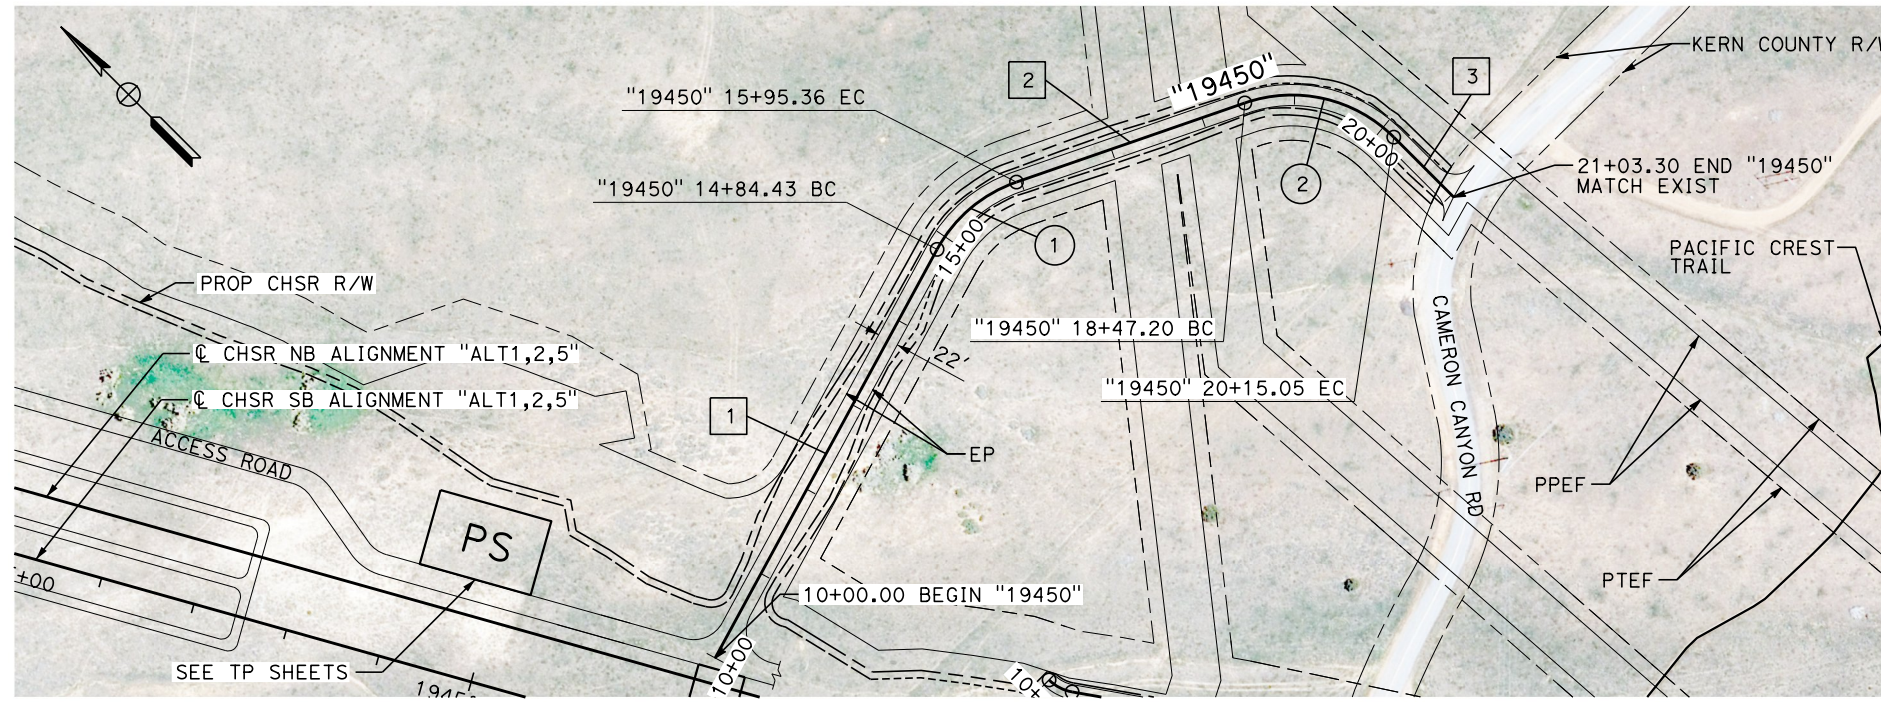 KERN COUNTY R/W
"19450"
2
3
"19450" 15+95.36 EC
20+00
21+03.30 END "19450"
MATCH EXIST
"19450" 14+84.43 BC
2
15+00
1
PACIFIC CREST
TRAIL
PROP CHSR R/W
"19450" 18+47.20 BC
CAMERON CANYON RD
℄ CHSR NB ALIGNMENT "ALT1,2,5"
22'
"19450" 20+15.05 EC
℄ CHSR SB ALIGNMENT "ALT1,2,5"
1
ACCESS ROAD
EP
PPEF
PS
+00
PTEF
10+00.00 BEGIN "19450"
SEE TP SHEETS
10+00
10+
1945